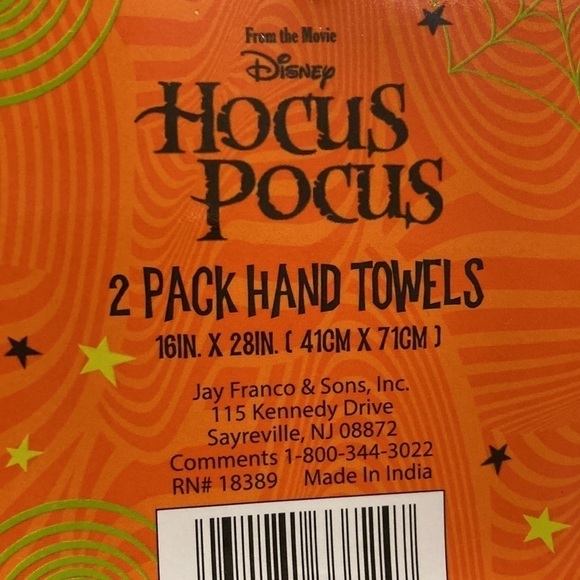 From the Movie
Disney
Hocus
Pocus
2 PACK HAND TOWELS
16IN. X 28IN. ( 41CM X 71CM )
Jay Franco & Sons, Inc.
115 Kennedy Drive
Sayreville, NJ 08872
Comments 1-800-344-3022
RN# 18389 Made In India